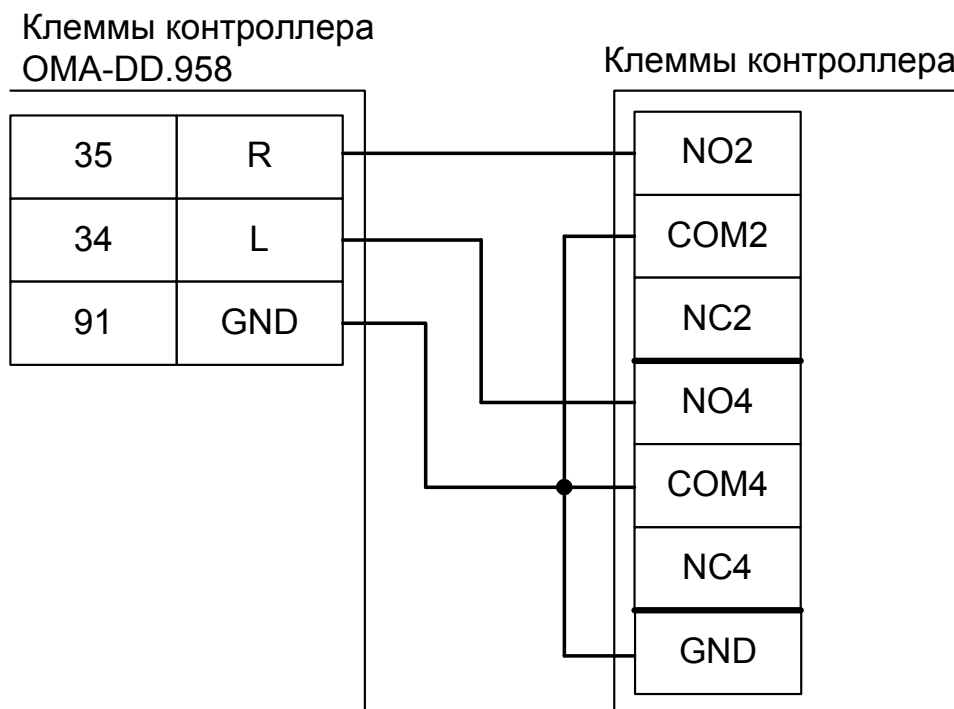 Клеммы контроллера
OMA-DD.958
Клеммы контроллера
35 R
34 L
91 GND
NO2
COM2
NC2
NO4
COM4
NC4
GND